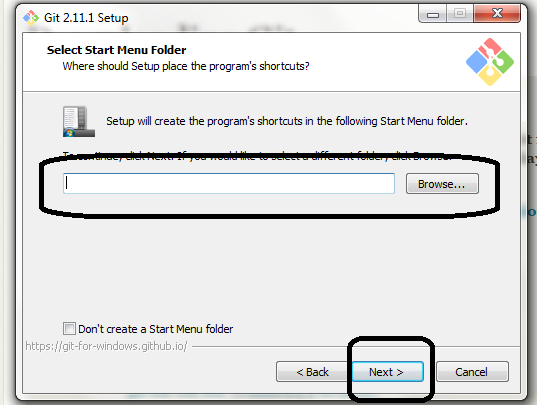 Git 2.11.1 Setup
Select Start Menu Folder
Where should Setup place the program's shortcuts?
Setup will create the program's shortcuts in the following Start Menu folder.
To continue, click Next. If you would like to select a different folder, click Browse.
Browse...
Don't create a Start Menu folder
https://git-for-windows.github.io/
< Back
Next >
Cancel